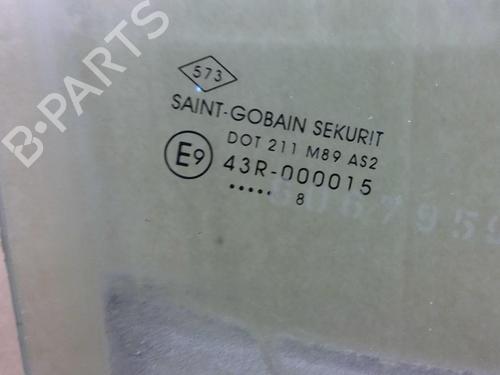 B-PARTS
573
SAINT-GOBAIN SEKURIT
DOT 211 M89 AS2
E9
43R-000015
..... 8